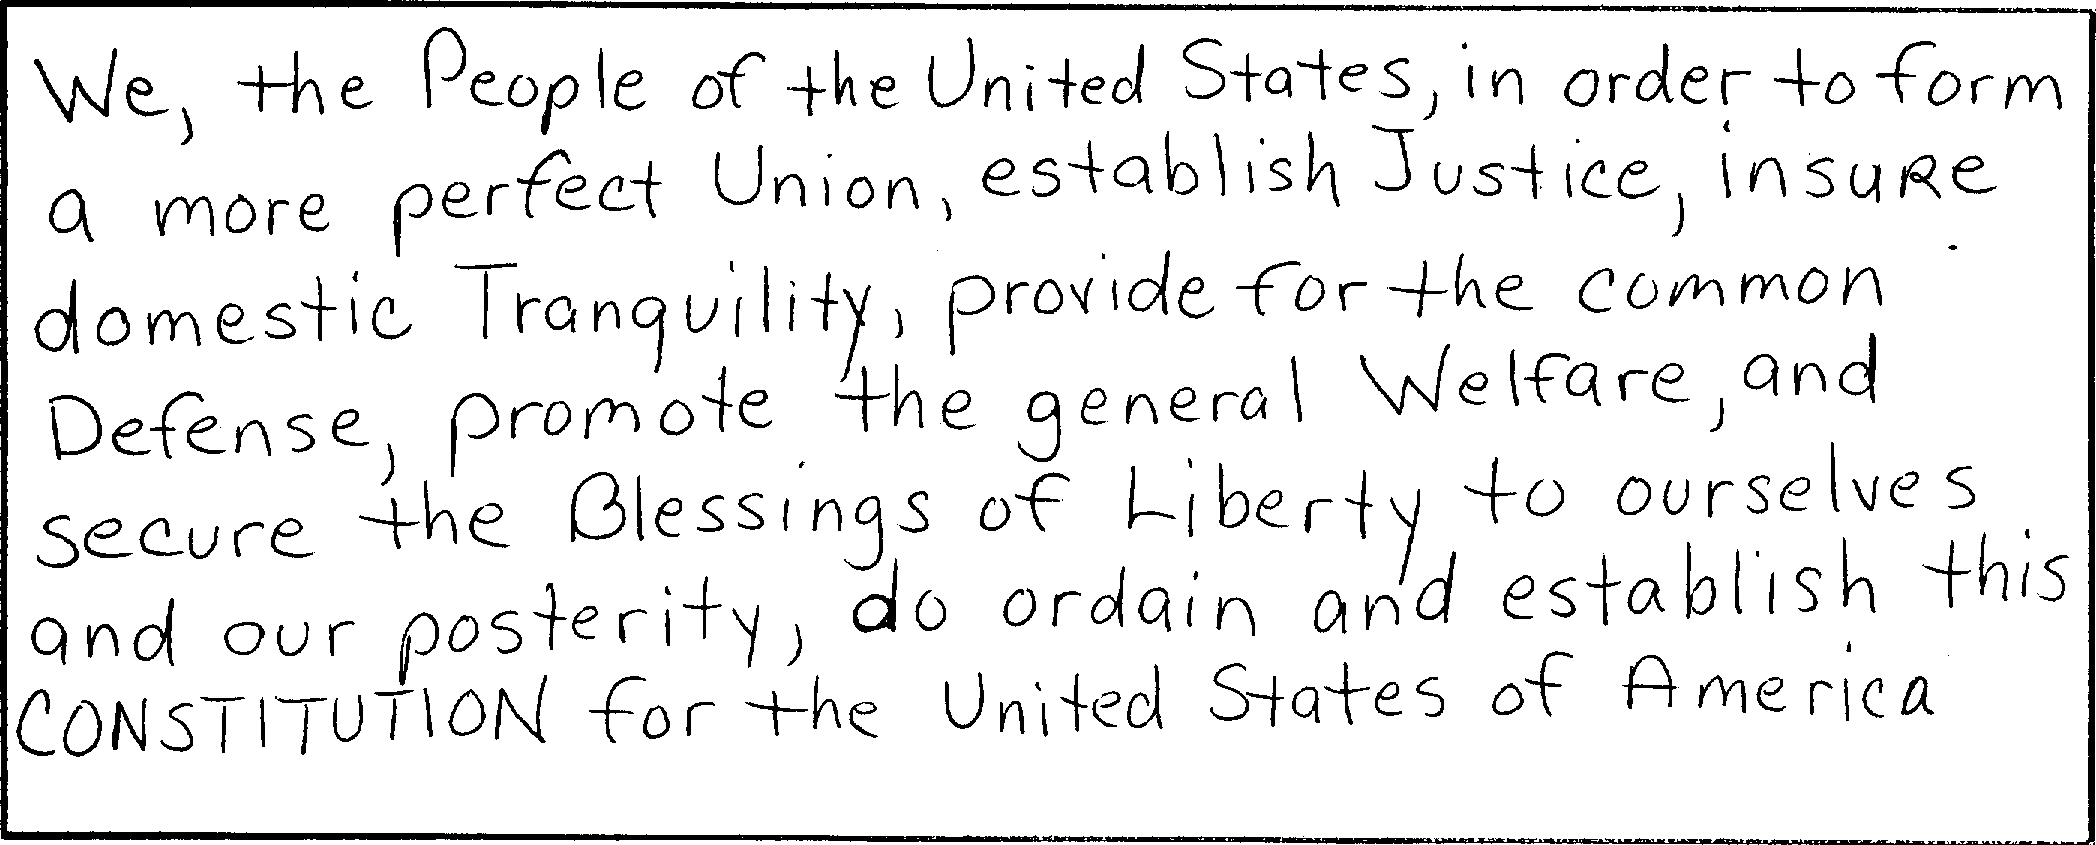 We, the People of the United States, in order to form
a more perfect Union, establish Justice, insuRe
domestic Tranquility, provide for the common
Defense, promote the general Welfare, and
secure the Blessings of Liberty to ourselves
and our posterity, do ordain and establish this
CONSTITUTION for the United States of America